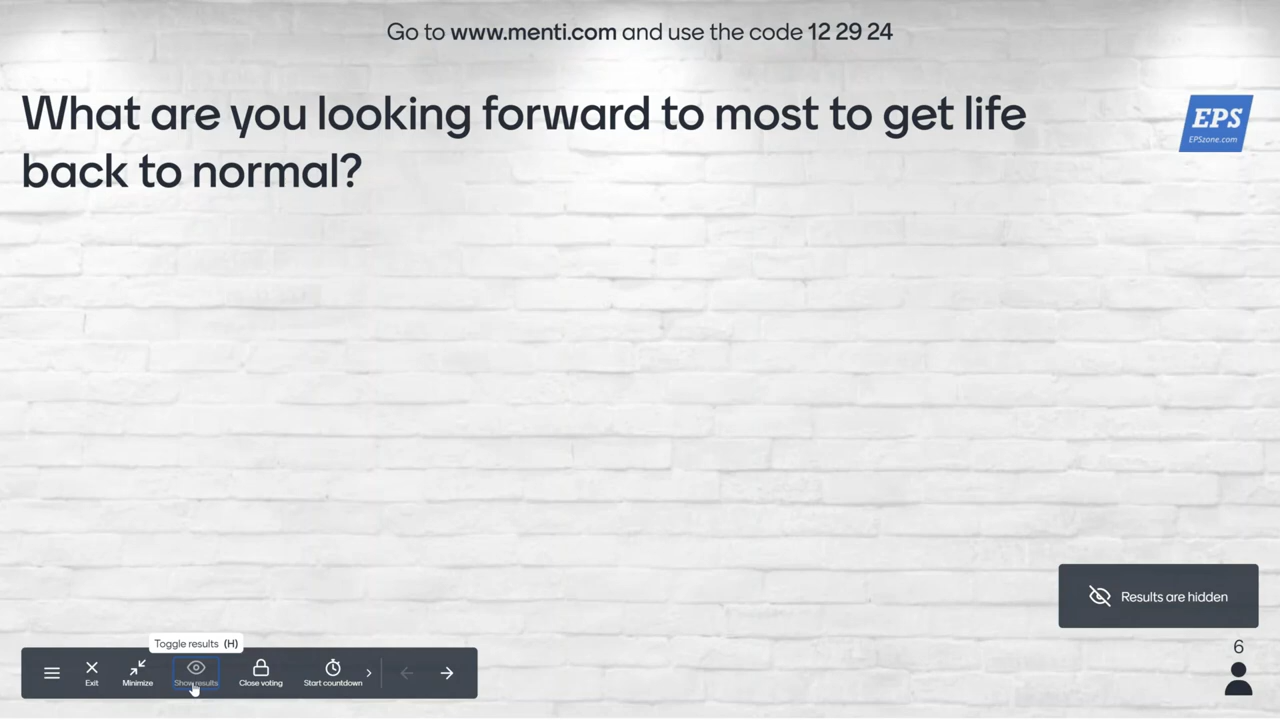 Go to www.menti.com and use the code 12 29 24
What are you looking forward to most to get life
back to normal?
EPS
EPSzone.com
Results are hidden
6
Toggle results (H)
Exit
Minimize
Show results
Close voting
Start countdown